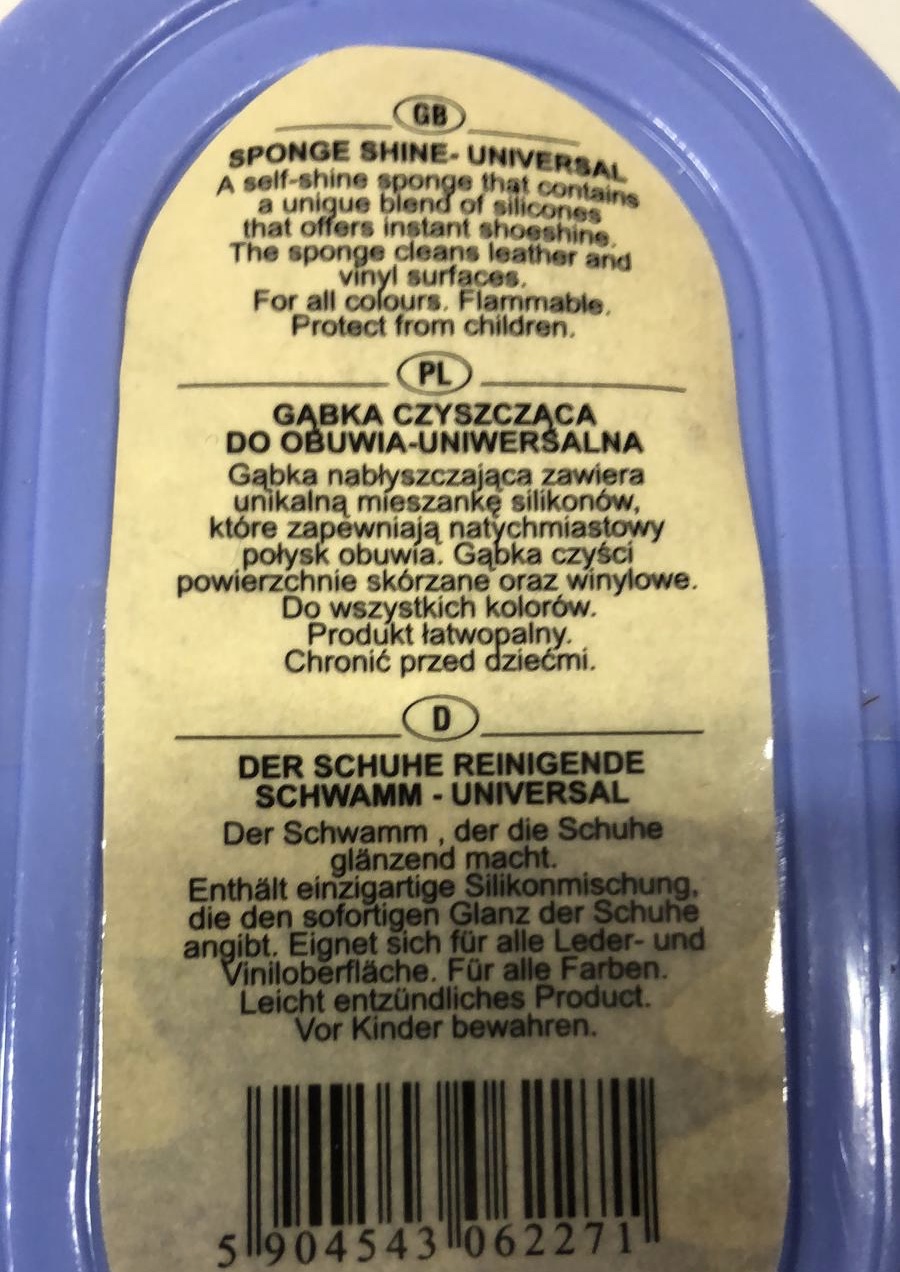 GB
SPONGE SHINE- UNIVERSAL
A self-shine sponge that contains
a unique blend of silicones
that offers instant shoeshine.
The sponge cleans leather and
vinyl surfaces.
For all colours. Flammable.
Protect from children.
PL
GĄBKA CZYSZCZĄCA
DO OBUWIA-UNIWERSALNA
Gąbka nabłyszczająca zawiera
unikalną mieszankę silikonów,
które zapewniają natychmiastowy
połysk obuwia. Gąbka czyści
powierzchnie skórzane oraz winylowe.
Do wszystkich kolorów.
Produkt łatwopalny.
Chronić przed dziećmi.
D
DER SCHUHE REINIGENDE
SCHWAMM - UNIVERSAL
Der Schwamm , der die Schuhe
glänzend macht.
Enthält einzigartige Silikonmischung,
die den sofortigen Glanz der Schuhe
angibt. Eignet sich für alle Leder- und
Viniloberfläche. Für alle Farben.
Leicht entzündliches Product.
Vor Kinder bewahren.
5 904543 062271